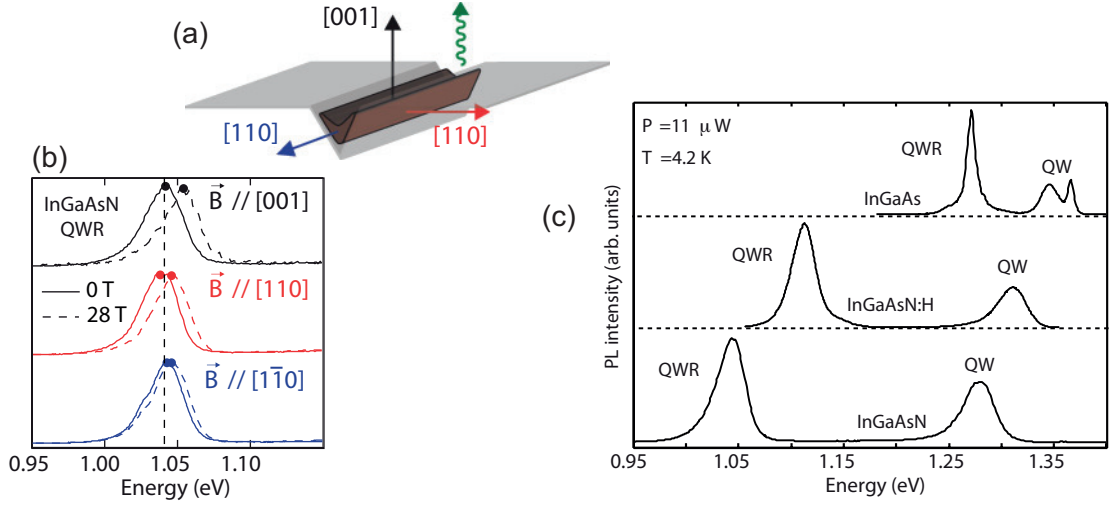 (a)
[001]
[110]
[110]
(b)
InGaAsN
QWR
B // [001]
0 T
28 T
B // [110]
B // [1̅10]
0.95
1.00
1.05
1.10
Energy (eV)
(c)
PL intensity (arb. units)
P =11 μ W
T =4.2 K
QWR
QW
InGaAs
QWR
QW
InGaAsN:H
QWR
QW
InGaAsN
0.95
1.05
1.15
1.25
1.35
Energy (eV)